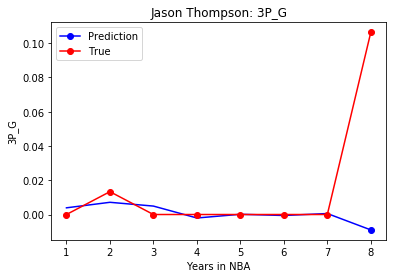 Jason Thompson: 3P_G
Prediction
True
3P_G
0.10
0.08
0.06
0.04
0.02
0.00
1 2 3 4 5 6 7 8
Years in NBA